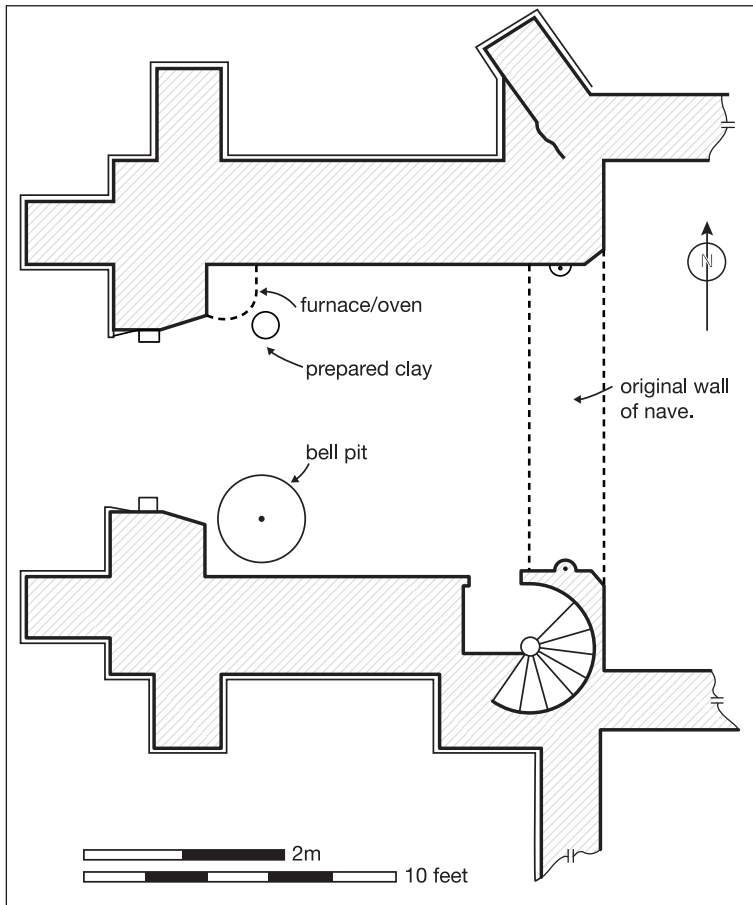 N
furnace/oven
prepared clay
original wall
of nave.
bell pit
2m
10 feet